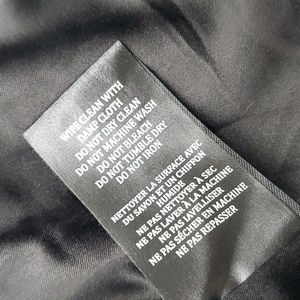 WIPE CLEAN WITH
DAMP CLOTH
DO NOT DRY CLEAN
DO NOT MACHINE WASH
DO NOT BLEACH
DO NOT TUMBLE DRY
DO NOT IRON
NETTOYER LA SURFACE AVEC
DU SAVON ET UN CHIFFON
HUMIDE
NE PAS NETTOYER À SEC
NE PAS LAVER À LA MACHINE
NE PAS JAVELLISER
NE PAS SÉCHER EN MACHINE
NE PAS REPASSER